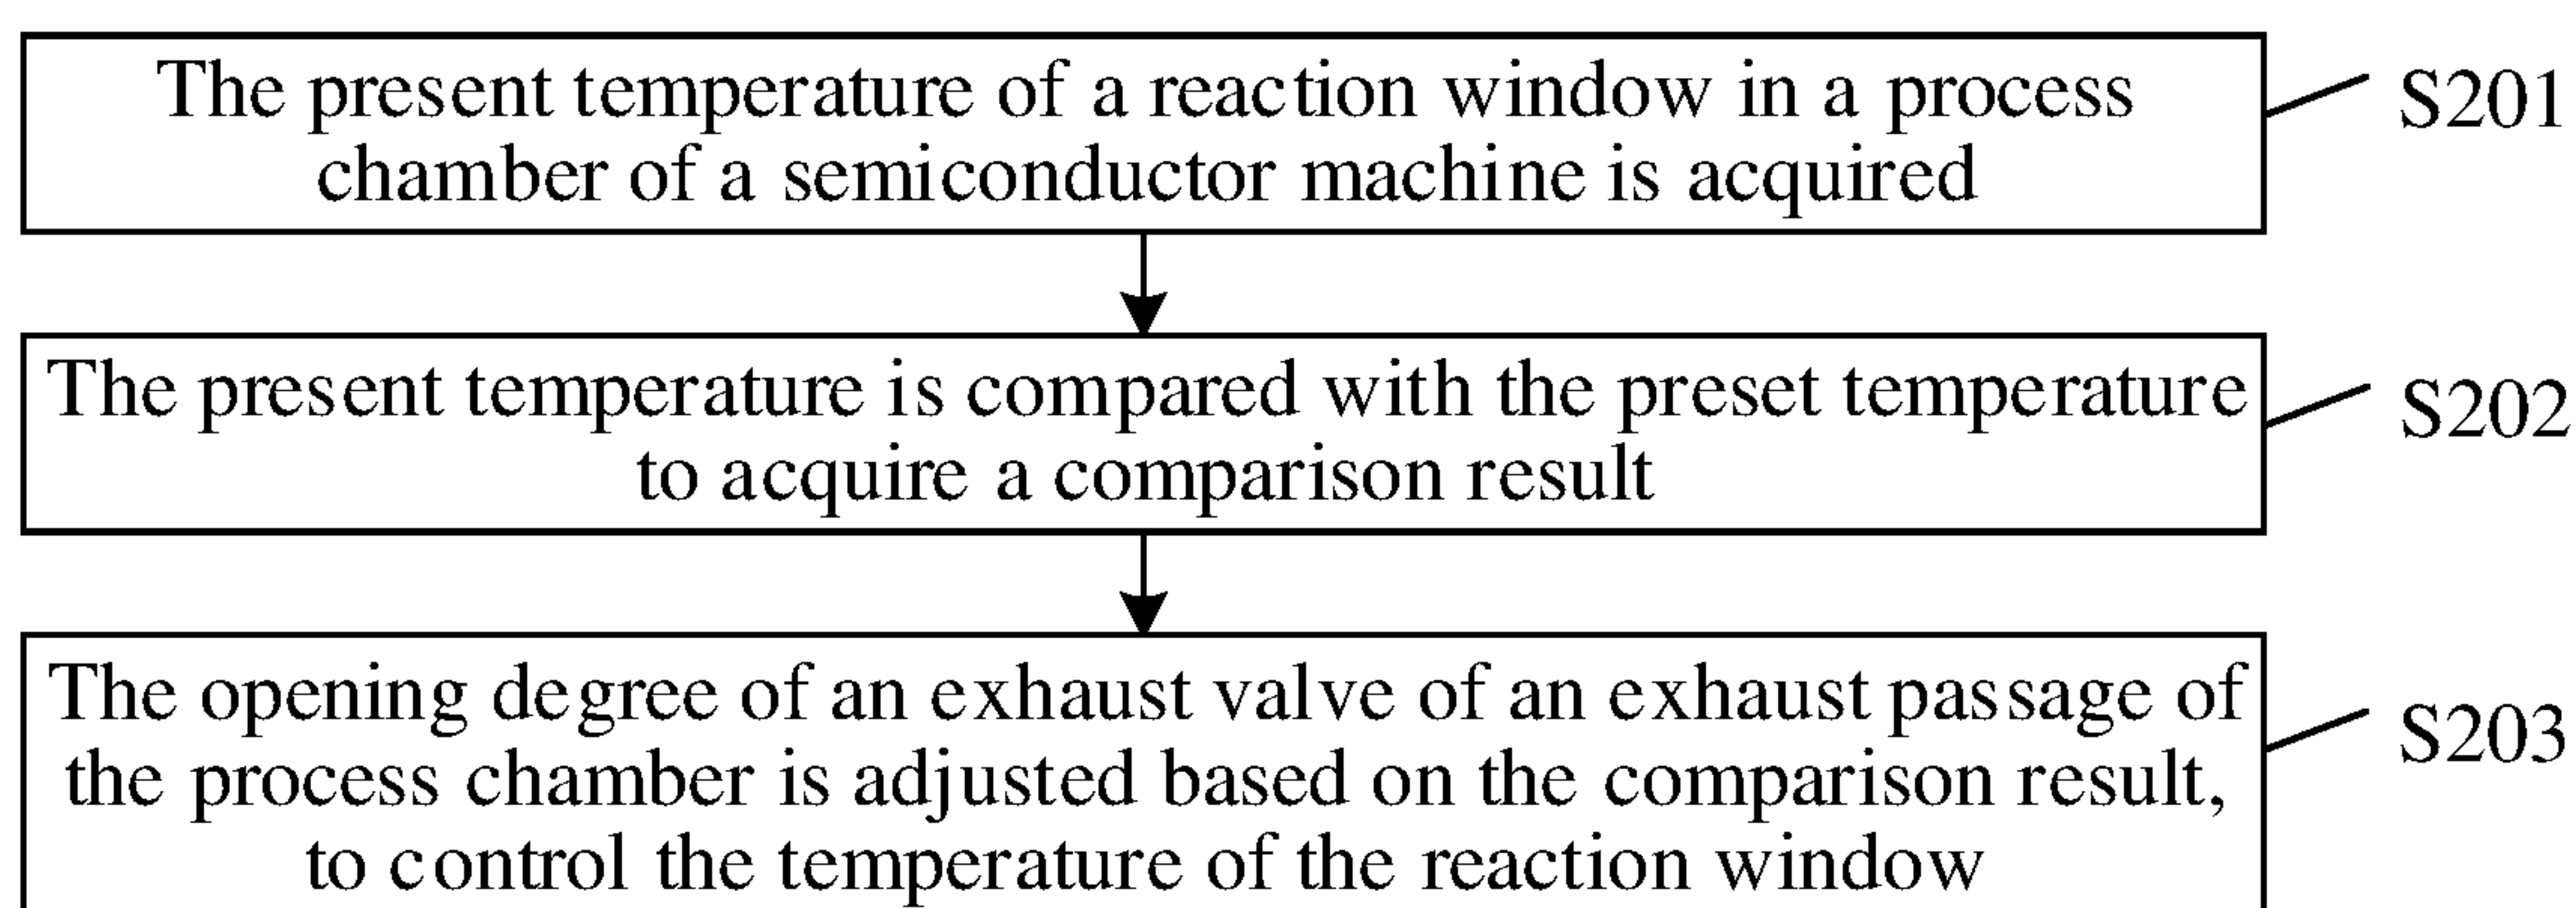 The present temperature of a reaction window in a process
chamber of a semiconductor machine is acquired
S201
The present temperature is compared with the preset temperature
to acquire a comparison result
S202
The opening degree of an exhaust valve of an exhaust passage of
the process chamber is adjusted based on the comparison result,
to control the temperature of the reaction window
S203